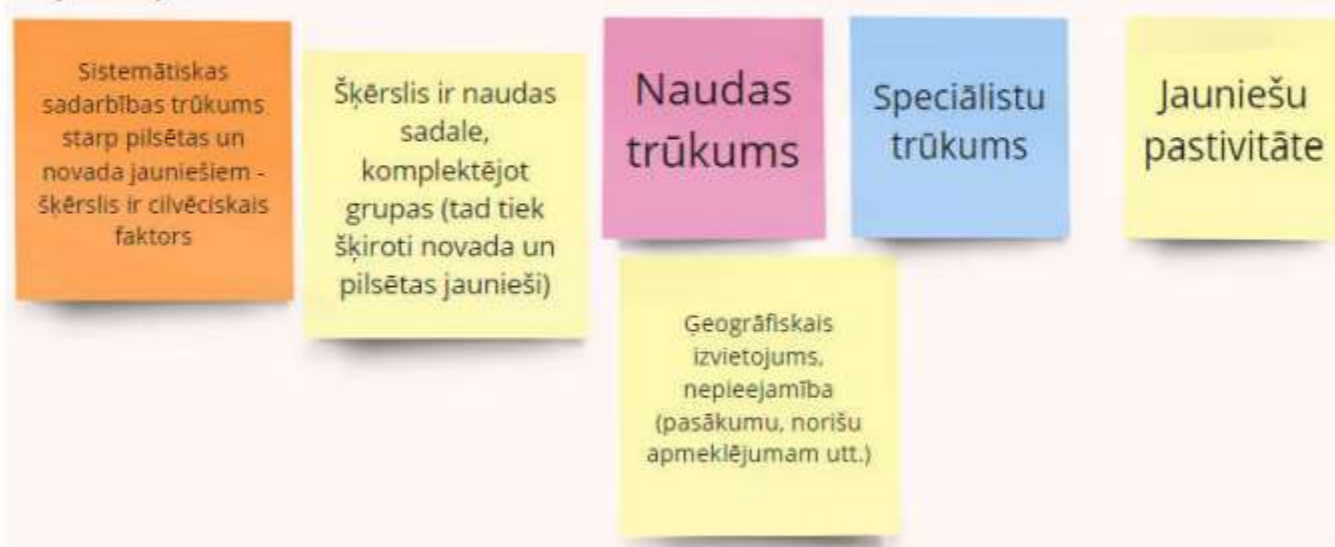 Sistemātiskas
sadarbības trūkums
starp pilsētas un
novada jauniešiem -
šķērslis ir cilvēciskais
faktors
Šķērslis ir naudas
sadale,
komplektējot
grupas (tad tiek
šķiroti novada un
pilsētas jaunieši)
Naudas
trūkums
Speciālistu
trūkums
Jauniešu
pastivitāte
Ģeogrāfiskais
izvietojums,
nepieejamība
(pasākumu, norišu
apmeklējumam utt.)